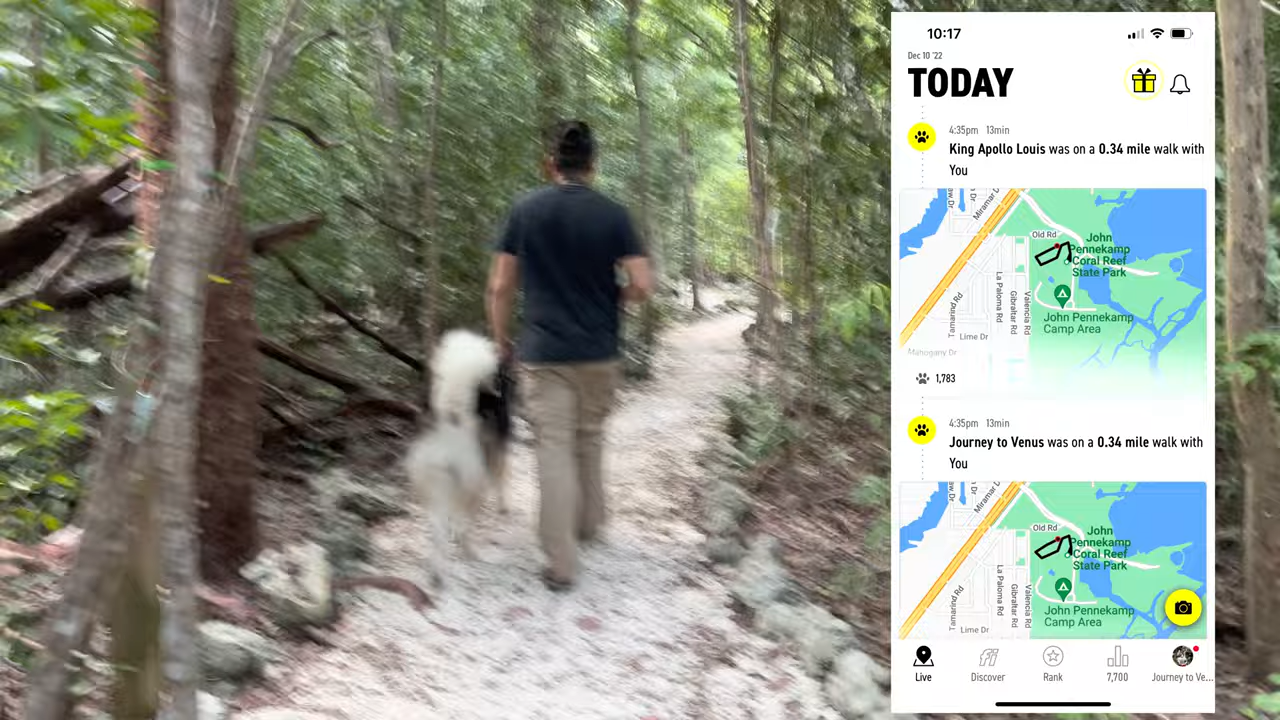 10:17
Dec 10 '22
TODAY
4:35pm 13min
King Apollo Louis was on a 0.34 mile walk with
You
Miramar D
Old Rd
John
Pennekamp
Coral Reef
State Park
La Paloma Rd
Gibraltar Rd
Valencia Rd
Tamarind Rd
Lime Dr
John Pennekamp
Camp Area
Mahogany Dr
1,783
4:35pm 13min
Journey to Venus was on a 0.34 mile walk with
You
Miramar
Old Rd
John
Pennekamp
Coral Reef
State Park
La Paloma Rd
Gibraltar Rd
Valencia Rd
Tamarind Rd
Lime Dr
John Pennekamp
Camp Area
Live
fi
Discover
Rank
7,700
Journey to Ve...